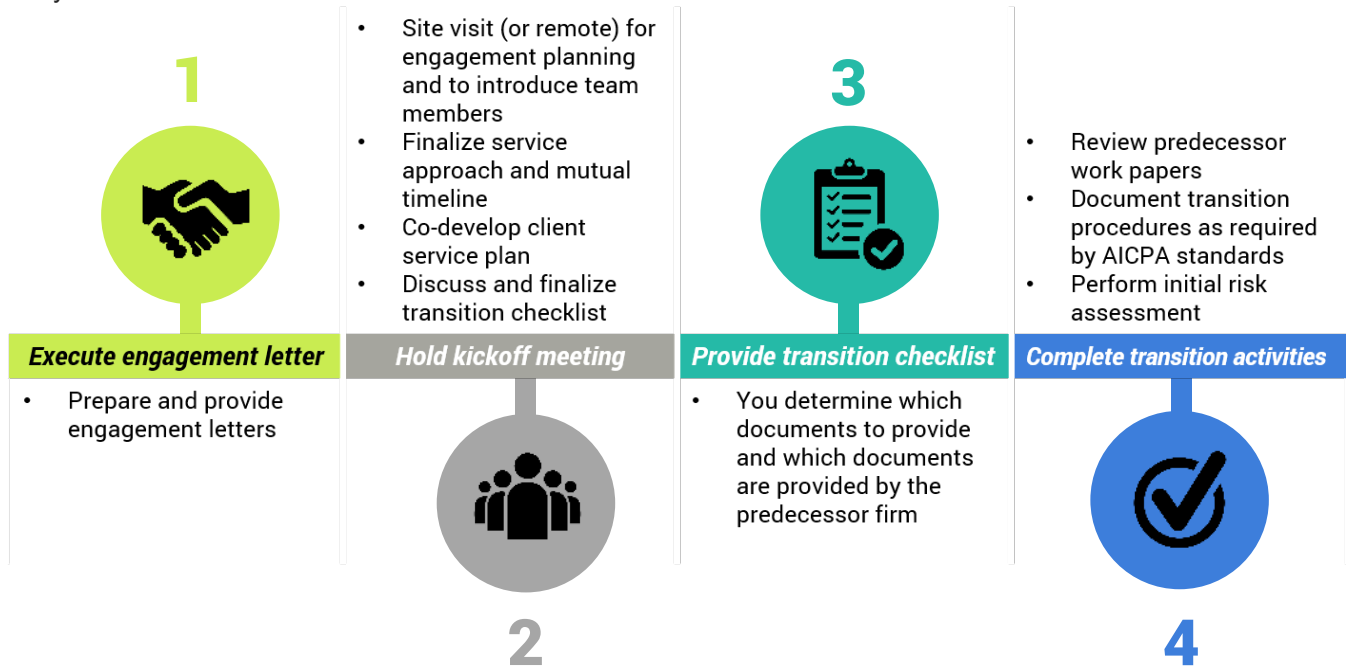 1
Execute engagement letter
• Prepare and provide
engagement letters
• Site visit (or remote) for
engagement planning
and to introduce team
members
• Finalize service
approach and mutual
timeline
• Co-develop client
service plan
• Discuss and finalize
transition checklist
Hold kickoff meeting
2
3
Provide transition checklist
• You determine which
documents to provide
and which documents
are provided by the
predecessor firm
• Review predecessor
work papers
• Document transition
procedures as required
by AICPA standards
• Perform initial risk
assessment
Complete transition activities
4